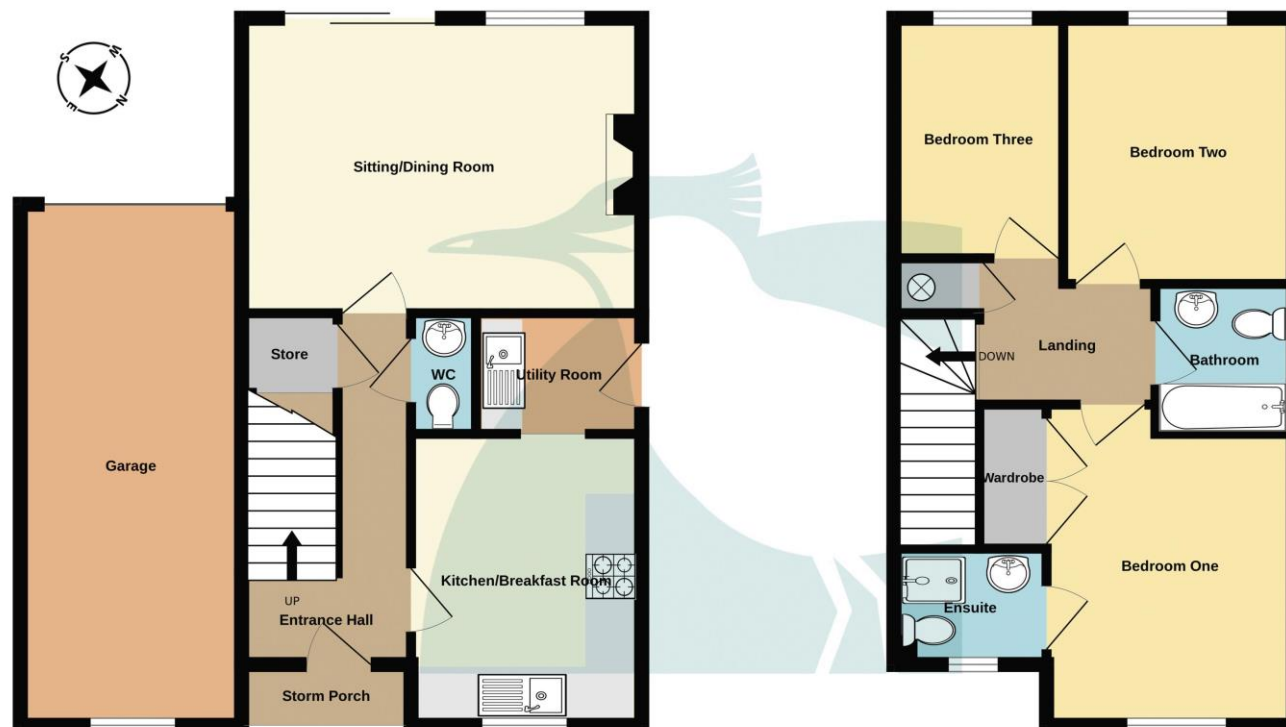 S
W
E
N
Sitting/Dining Room
Bedroom Three
Bedroom Two
Store
WC
Utility Room
DOWN
Landing
Bathroom
Garage
Wardrobe
Kitchen/Breakfast Room
Bedroom One
UP
Entrance Hall
Ensuite
Storm Porch